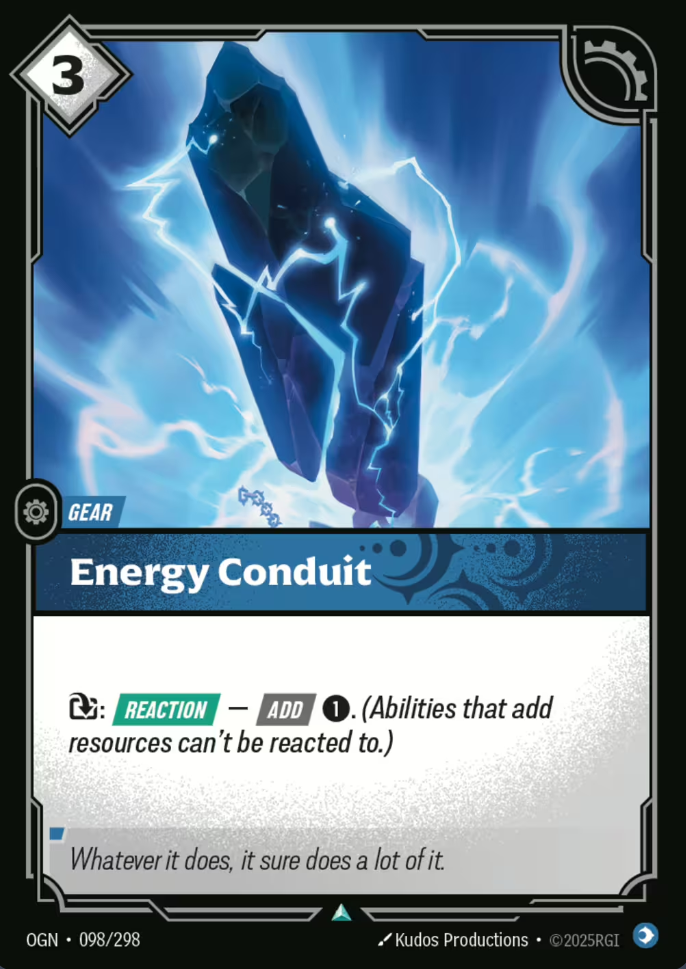 3
GEAR
Energy Conduit
: REACTION — ADD 1. (Abilities that add
resources can't be reacted to.)
Whatever it does, it sure does a lot of it.
OGN • 098/298
Kudos Productions • ©2025RGI